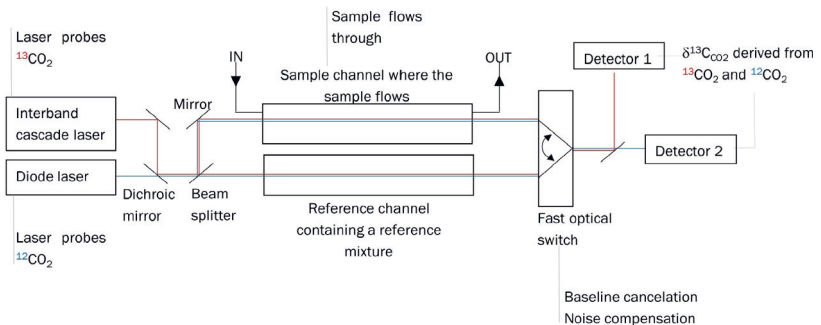 Sample flows
through
Laser probes
¹³CO₂
IN
OUT
Detector 1
δ¹³C_CO2 derived from
¹³CO₂ and ¹²CO₂
Sample channel where the
sample flows
Mirror
Interband
cascade laser
Detector 2
Diode laser
Dichroic
mirror
Beam
splitter
Reference channel
containing a reference
mixture
Fast optical
switch
Laser probes
¹²CO₂
Baseline cancelation
Noise compensation